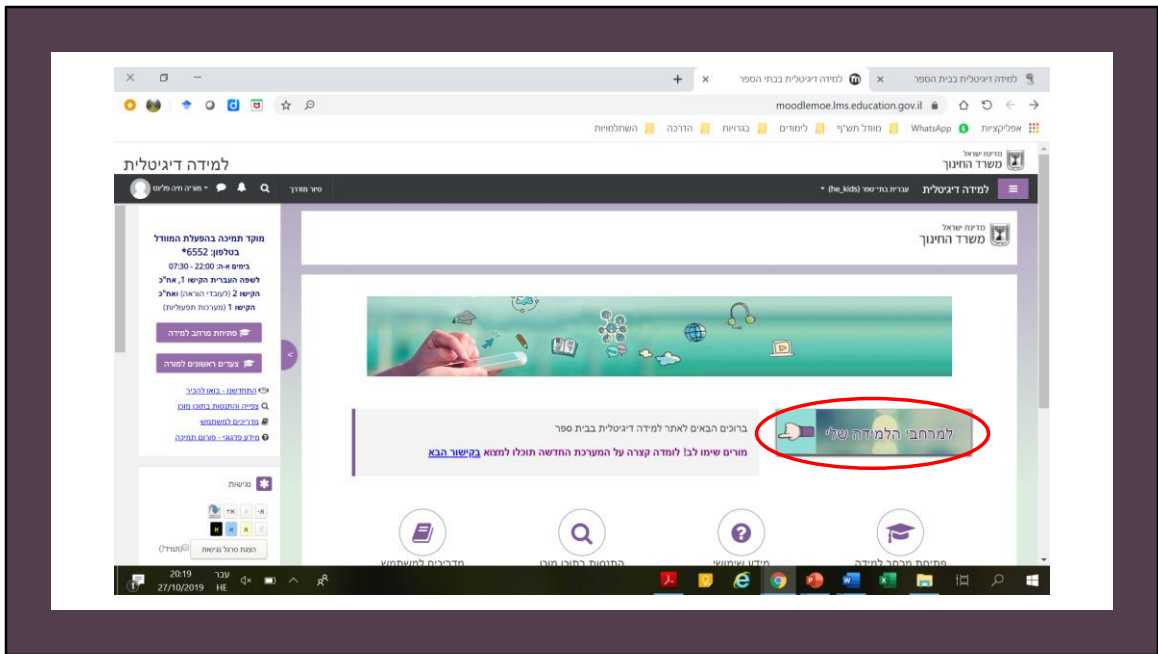 למידה דיגיטלית בבית הספר
למידה דיגיטלית בבתי הספר
moodlemoe.lms.education.gov.il
אפליקציות
WhatsApp
מוודל תש"ף
לימודים
בגרויות
הדרכה
השתלמויות
מדינת ישראל
משרד החינוך
למידה דיגיטלית
למידה דיגיטלית
עברית בתי־ספר (he_kids)
סיור מודרך
מדינת ישראל
משרד החינוך
מוקד תמיכה בהפעלת המוודל
בטלפון: 6552*
בימים א-ה: 22:00 - 07:30
לשפה העברית הקישו 1, אח"כ
הקישו 2 (לעובדי הוראה) ואח"כ
הקישו 1 (מערכות תפעוליות)
פתיחת מרחב למידה
צעדים ראשונים למורה
התחדשנו - בואו להכיר
צפייה והתנסות בתוכן מוכן
מדריכים למשתמש
מידע פדגוגי - פורום תמיכה
למרחבי הלמידה שלי
ברוכים הבאים לאתר למידה דיגיטלית בבית ספר
מורים שימו לב! לומדה קצרה על המערכת החדשה תוכלו למצוא בקישור הבא
נגישות
א- א א+
א א א א
הצגת סרגל נגישות (תמיד?)
פתיחת מרחב למידה
מידע שימושי
התנסות בתוכן מוכן
מדריכים למשתמש
20:19
27/10/2019
עבר
HE